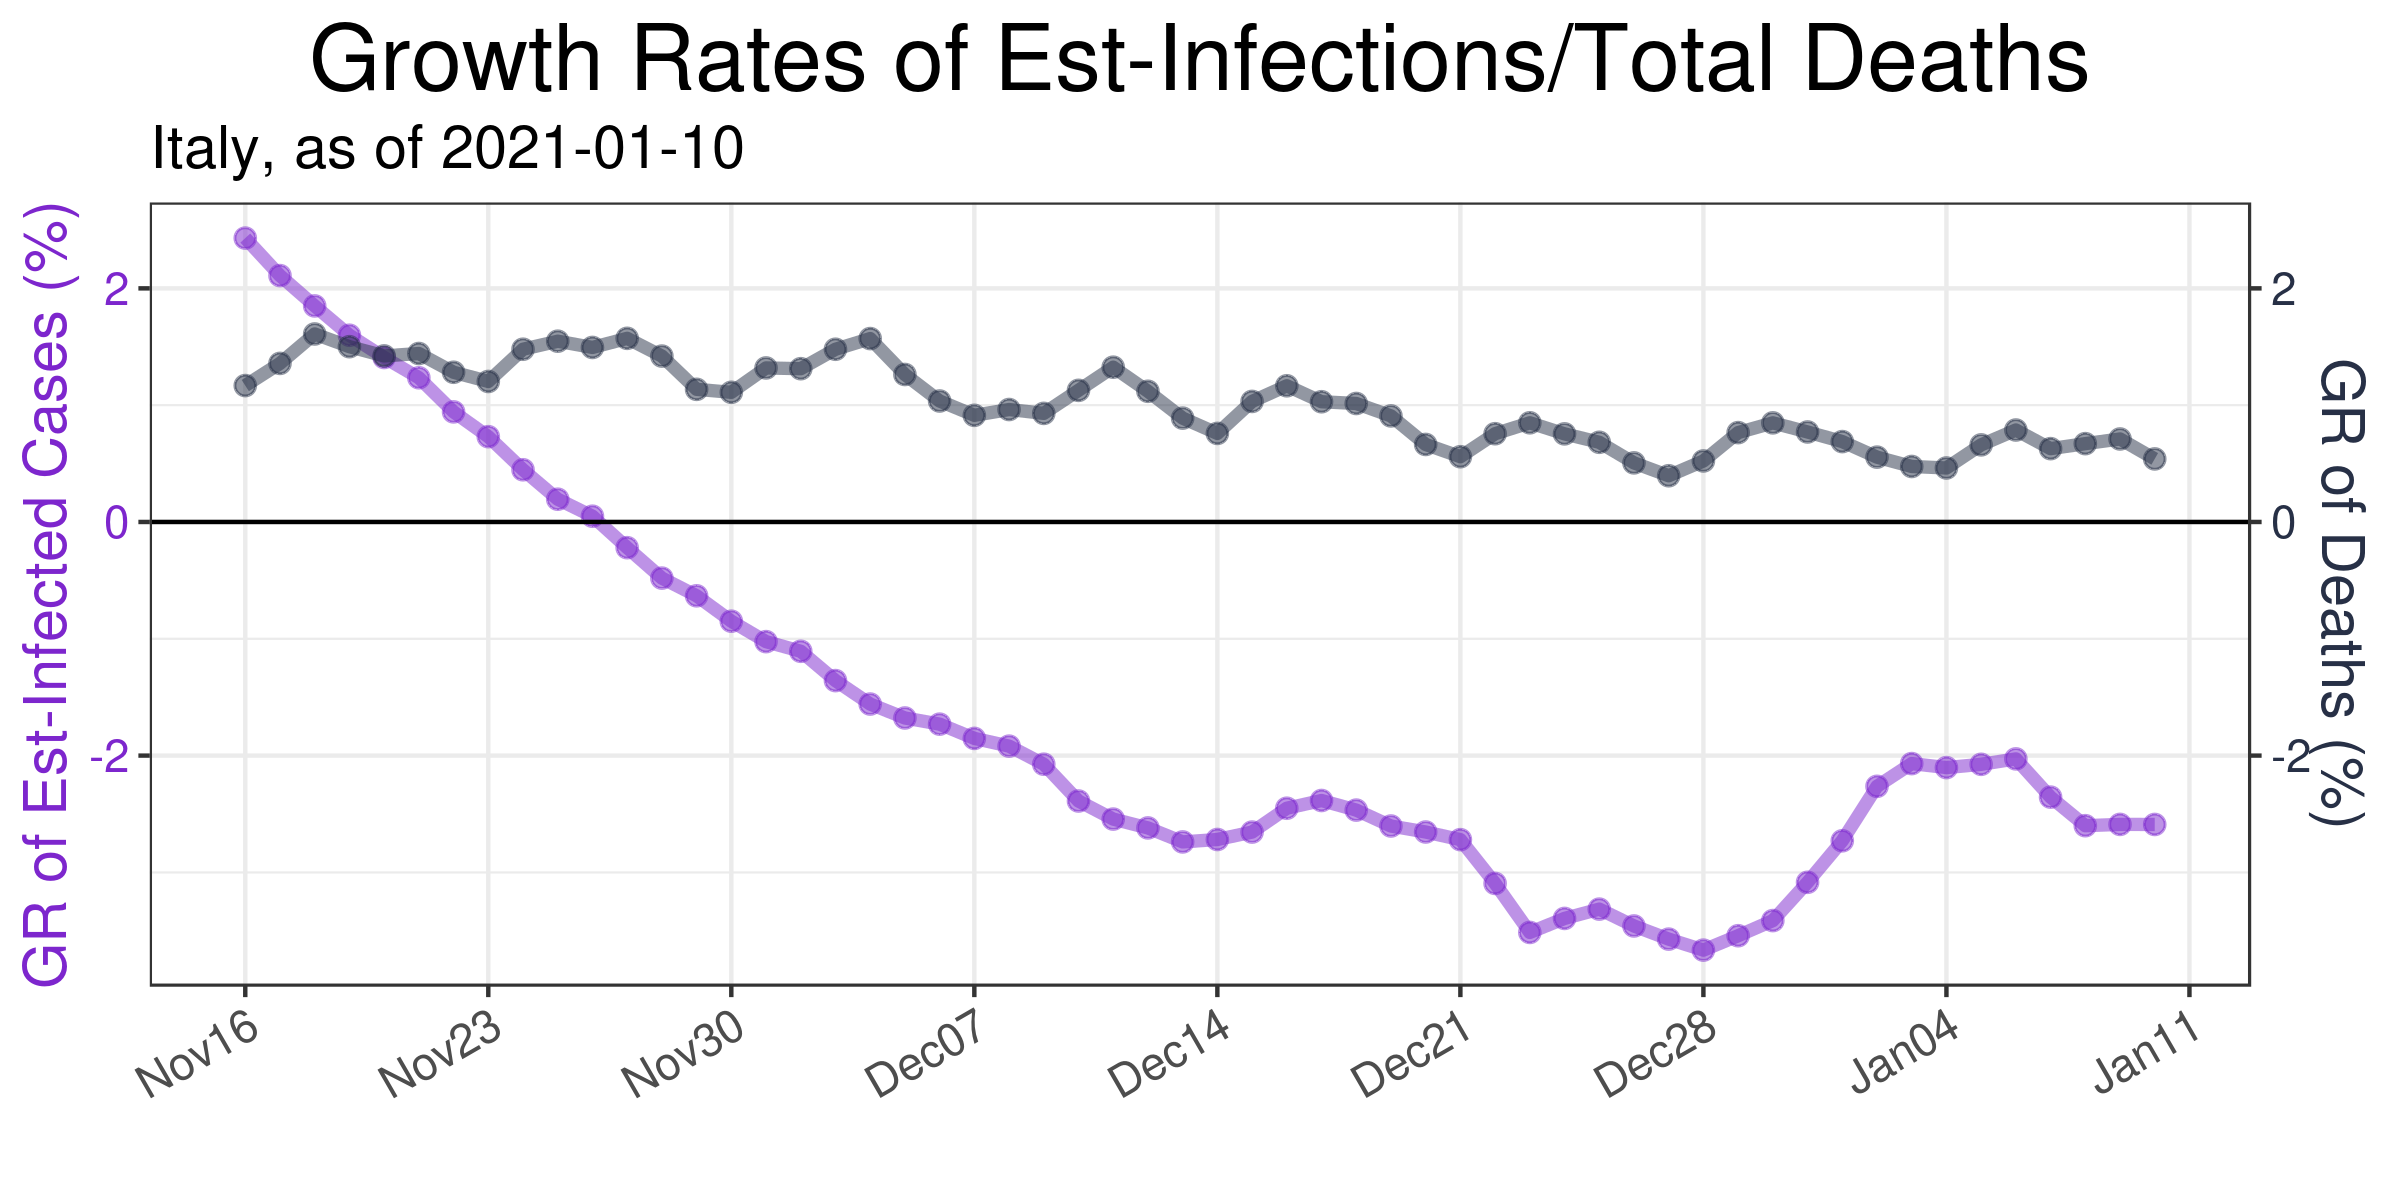 Growth Rates of Est-Infections/Total Deaths
Italy, as of 2021-01-10
GR of Est-Infected Cases (%)
2
0
-2
2
0
-2
GR of Deaths (%)
Nov16
Nov23
Nov30
Dec07
Dec14
Dec21
Dec28
Jan04
Jan11